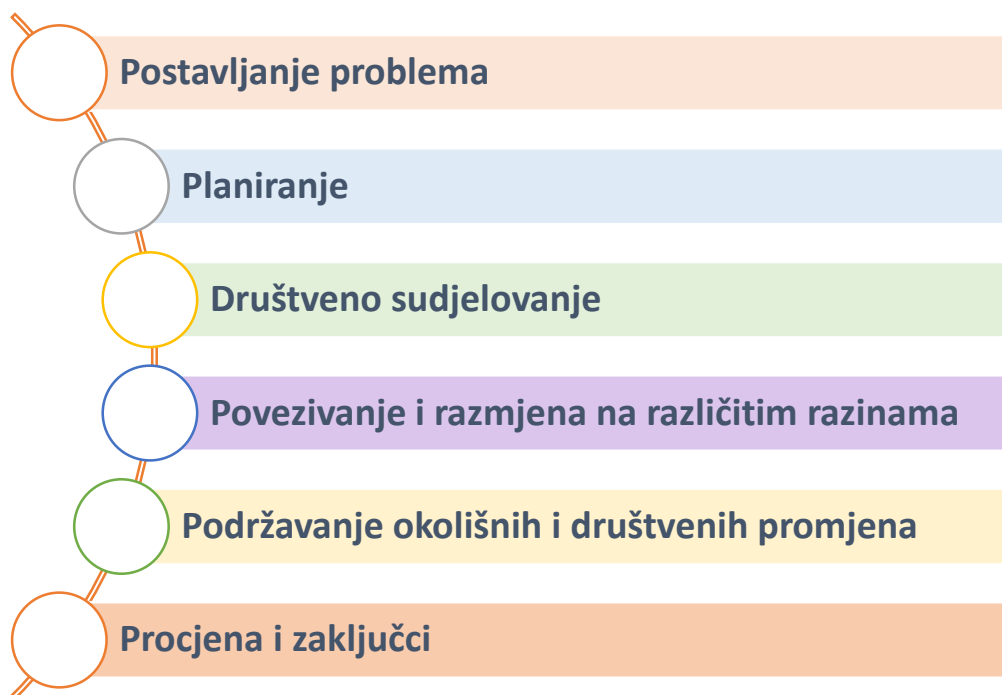 Postavljanje problema
Planiranje
Društveno sudjelovanje
Povezivanje i razmjena na različitim razinama
Podržavanje okolišnih i društvenih promjena
Procjena i zaključci